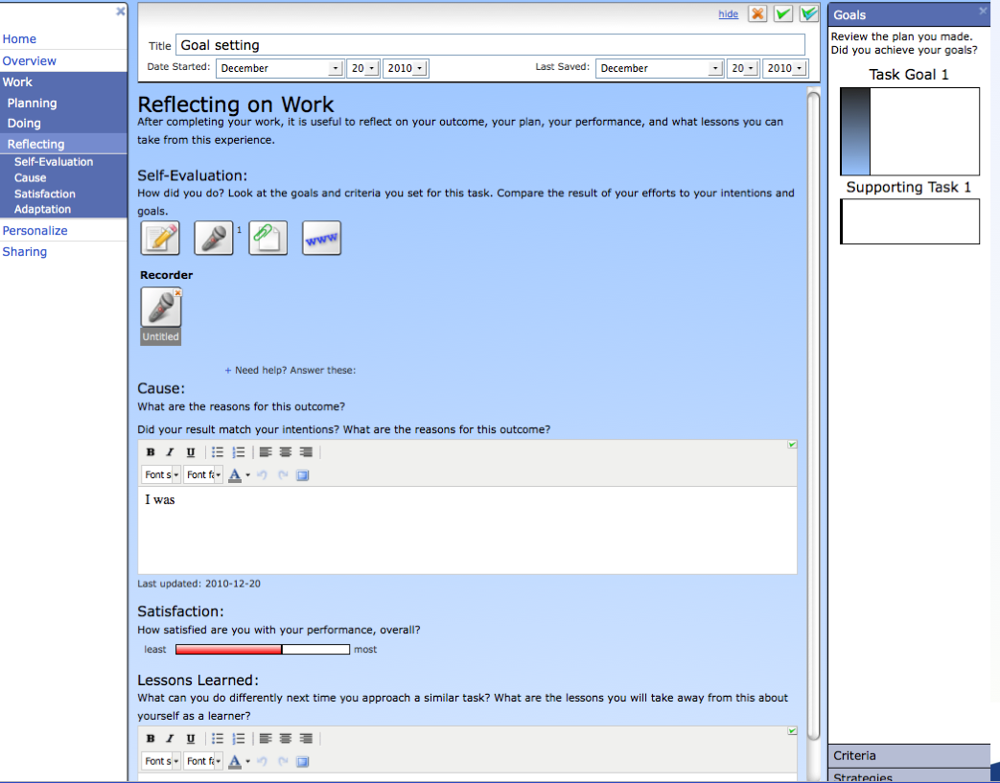 Home
Overview
Work
Planning
Doing
Reflecting
Self-Evaluation
Cause
Satisfaction
Adaptation
Personalize
Sharing
hide
Title Goal setting
Date Started: December 20 2010 Last Saved: December 20 2010
Reflecting on Work
After completing your work, it is useful to reflect on your outcome, your plan, your performance, and what lessons you can
take from this experience.
Self-Evaluation:
How did you do? Look at the goals and criteria you set for this task. Compare the result of your efforts to your intentions and
goals.
1
www
Recorder
Untitled
+ Need help? Answer these:
Cause:
What are the reasons for this outcome?
Did your result match your intentions? What are the reasons for this outcome?
B I U
Font s Font fa A
I was
Last updated: 2010-12-20
Satisfaction:
How satisfied are you with your performance, overall?
least most
Lessons Learned:
What can you do differently next time you approach a similar task? What are the lessons you will take away from this about
yourself as a learner?
B I U
Font s Font fa A
Goals
Review the plan you made.
Did you achieve your goals?
Task Goal 1
Supporting Task 1
Criteria
Strategies